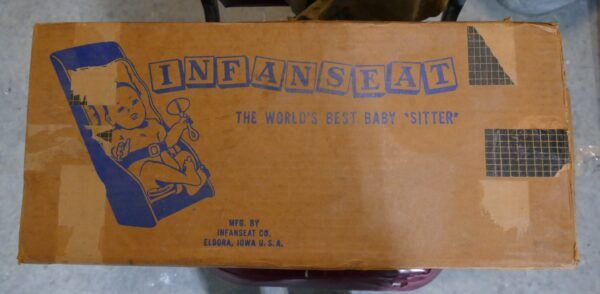 INFANSEAT
THE WORLD'S BEST BABY "SITTER"
MFG. BY
INFANSEAT CO.
ELDORA, IOWA U.S.A.